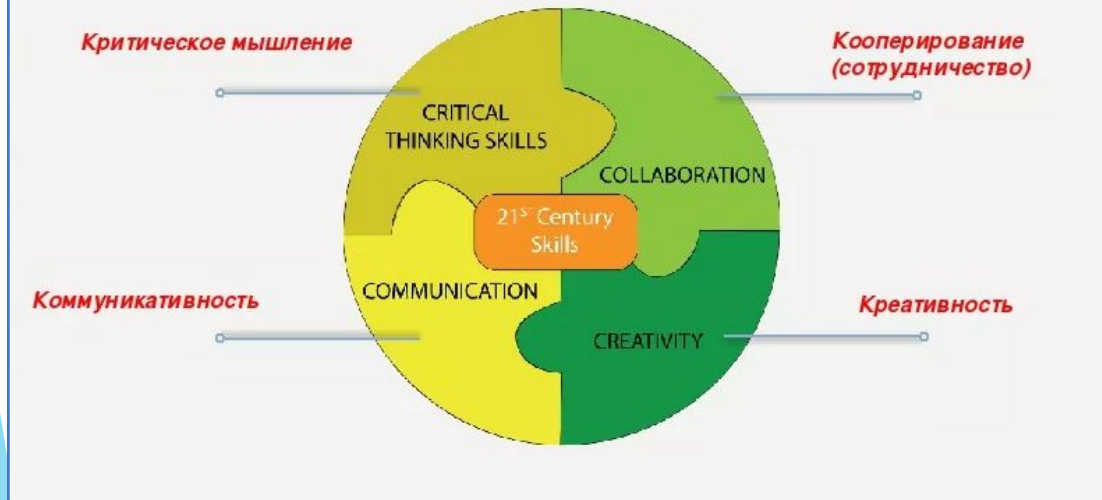 Критическое мышление
Кооперирование
(сотрудничество)
CRITICAL
THINKING SKILLS
COLLABORATION
21ST Century
Skills
Коммуникативность
COMMUNICATION
Креативность
CREATIVITY